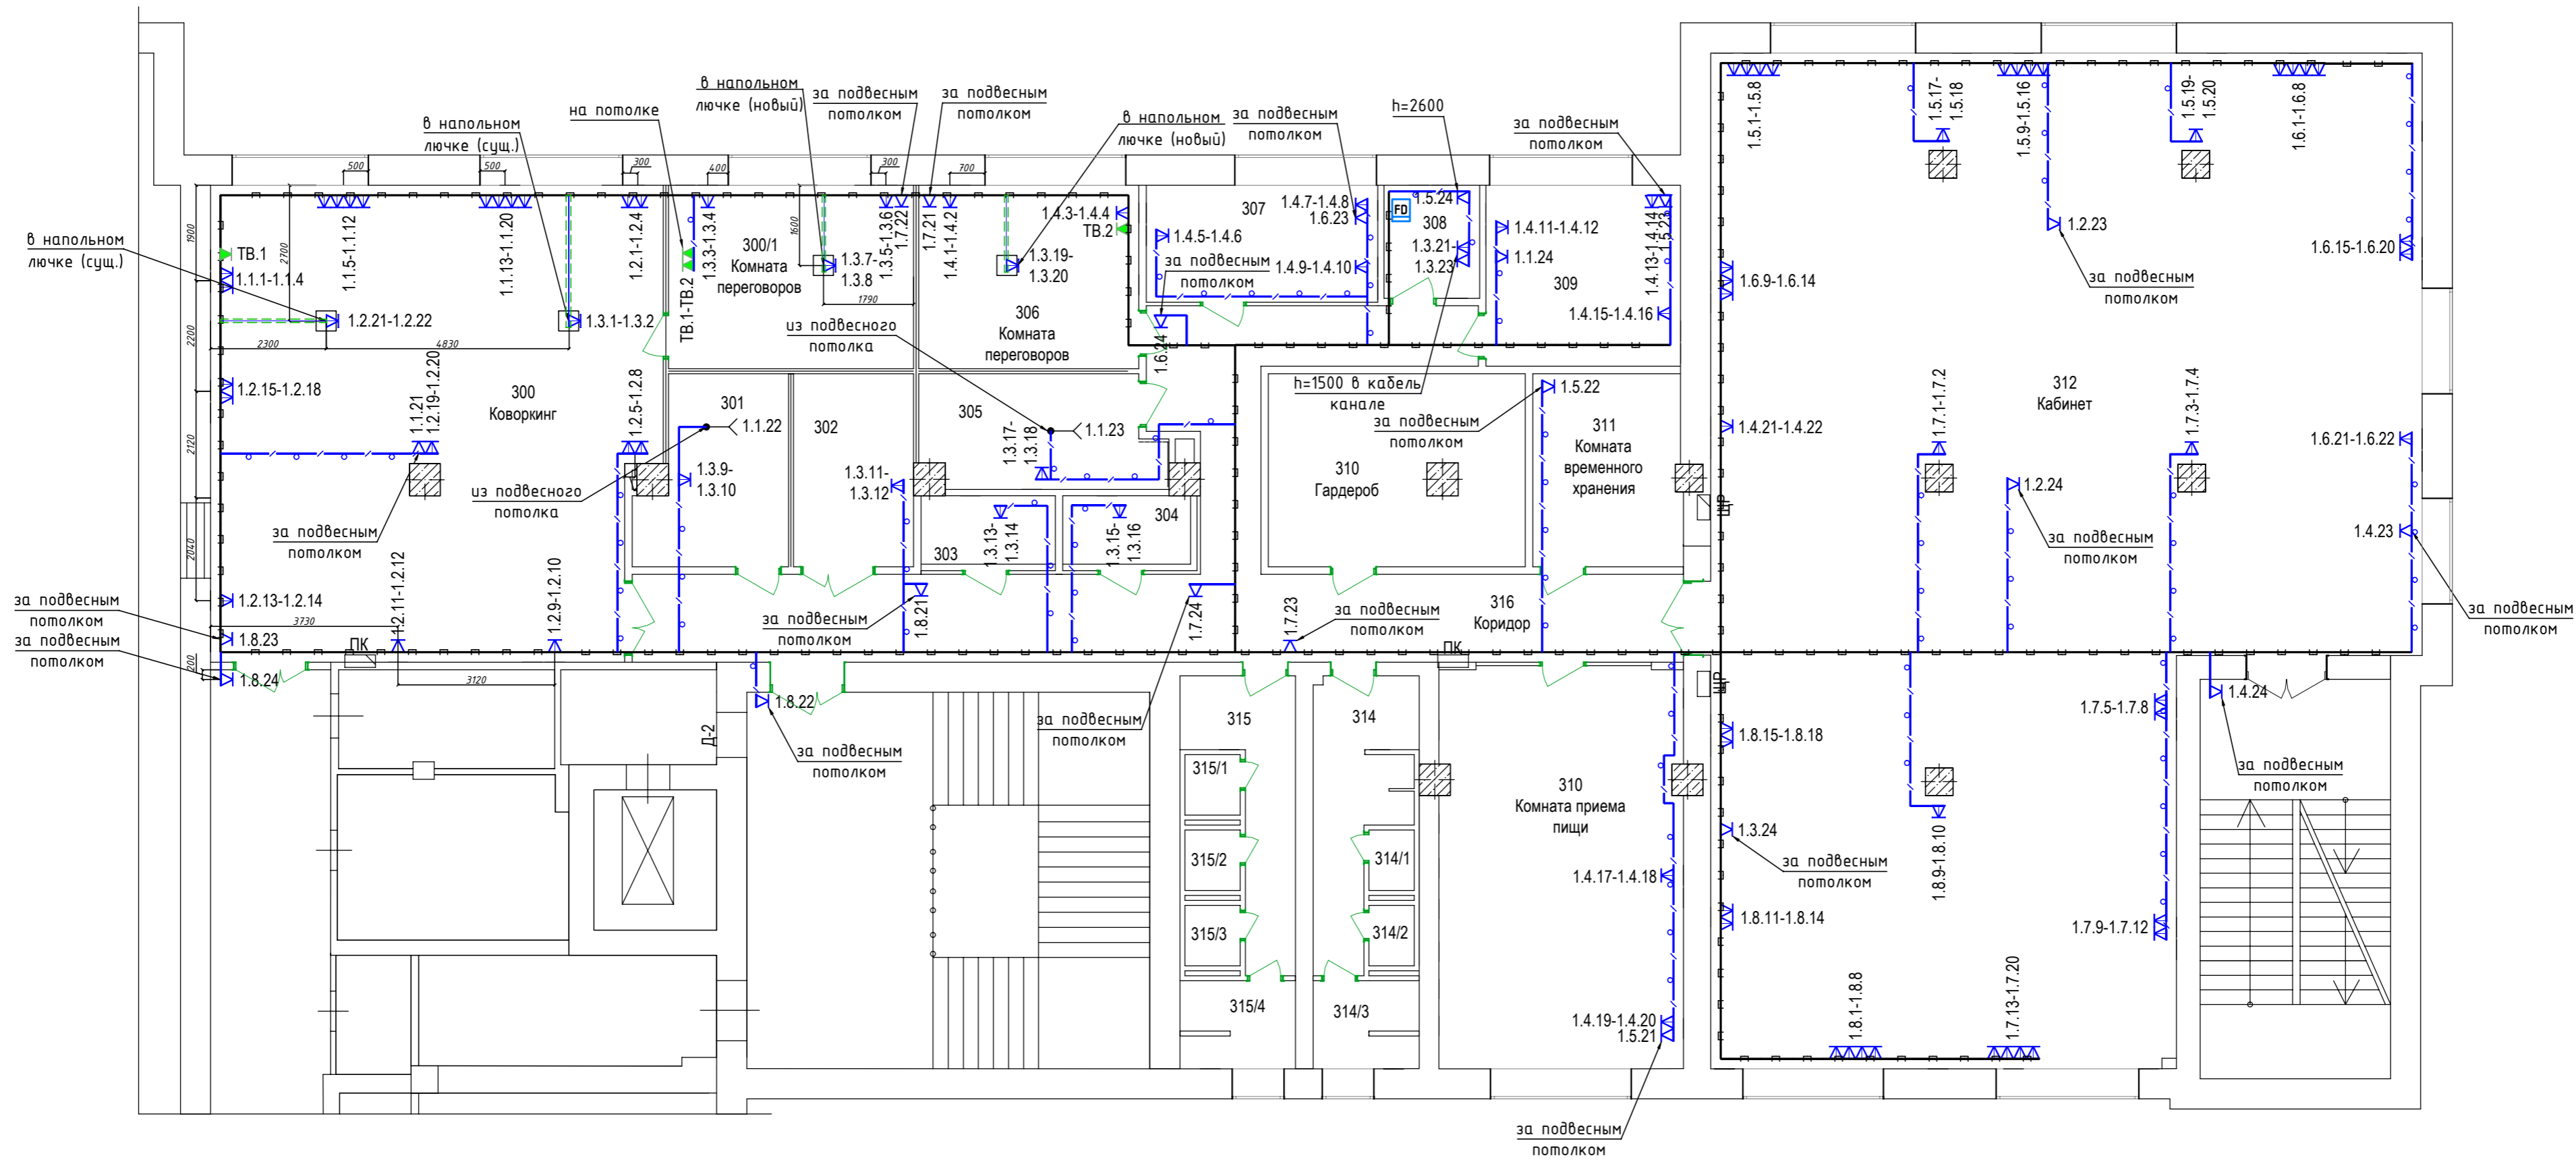 в напольном
лючке (новый)
за подвесным
потолком
за подвесным
потолком
h=2600
на потолке
в напольном
лючке (сущ.)
в напольном
лючке (новый)
за подвесным
потолком
за подвесным
потолком
1.5.1-1.5.8
1.5.17-
1.5.18
1.5.9-1.5.16
1.5.19-
1.5.20
1.6.1-1.6.8
500
500
300
400
300
700
1900
2700
1600
2200
2120
2040
в напольном
лючке (сущ.)
ТВ.1
1.1.1-1.1.4
1.1.5-1.1.12
1.1.13-1.1.20
1.2.1-1.2.4
ТВ.1-ТВ.2
1.3.3-1.3.4
300/1
Комната
переговоров
1.3.7-
1.3.8
1790
1.3.5-1.3.6
1.7.22
1.7.21
1.4.1-1.4.2
1.3.19-
1.3.20
1.4.3-1.4.4
ТВ.2
306
Комната
переговоров
307
1.4.5-1.4.6
за подвесным
потолком
1.4.7-1.4.8
1.6.23
1.4.9-1.4.10
FD
1.5.24
308
1.3.21-
1.3.23
1.4.11-1.4.12
1.1.24
309
1.4.13-1.4.14
1.5.23
1.4.15-1.4.16
1.6.9-1.6.14
1.2.23
за подвесным
потолком
1.6.15-1.6.20
1.2.21-1.2.22
1.3.1-1.3.2
2300
4830
из подвесного
потолка
1.6.24
h=1500 в кабель
канале
за подвесным
потолком
1.5.22
1.2.15-1.2.18
1.1.21
1.2.19-1.2.20
300
Коворкинг
1.2.5-1.2.8
301
1.1.22
302
305
1.3.17-
1.3.18
1.1.23
312
Кабинет
1.4.21-1.4.22
1.7.1-1.7.2
1.7.3-1.7.4
1.6.21-1.6.22
311
Комната
временного
хранения
310
Гардероб
ЩР
из подвесного
потолка
1.3.9-
1.3.10
1.3.11-
1.3.12
1.2.24
за подвесным
потолком
1.4.23
за подвесным
потолком
за подвесным
потолком
303
1.3.13-
1.3.14
1.3.15-
1.3.16
304
1.2.13-1.2.14
за подвесным
потолком
3730
1.2.11-1.2.12
1.2.9-1.2.10
за подвесным
потолком
1.8.21
1.7.24
1.7.23
за подвесным
потолком
316
Коридор
1.8.23
за подвесным
потолком
200
1.8.24
ПК
3120
ПК
ЩР
1.8.22
за подвесным
потолком
Д-2
за подвесным
потолком
315
314
1.8.15-1.8.18
1.7.5-1.7.8
1.4.24
за подвесным
потолком
315/1
310
Комната приема
пищи
1.3.24
за подвесным
потолком
1.8.9-1.8.10
315/2
314/1
1.4.17-1.4.18
1.8.11-1.8.14
1.7.9-1.7.12
315/3
314/2
315/4
314/3
1.4.19-1.4.20
1.5.21
1.8.1-1.8.8
1.7.13-1.7.20
за подвесным
потолком